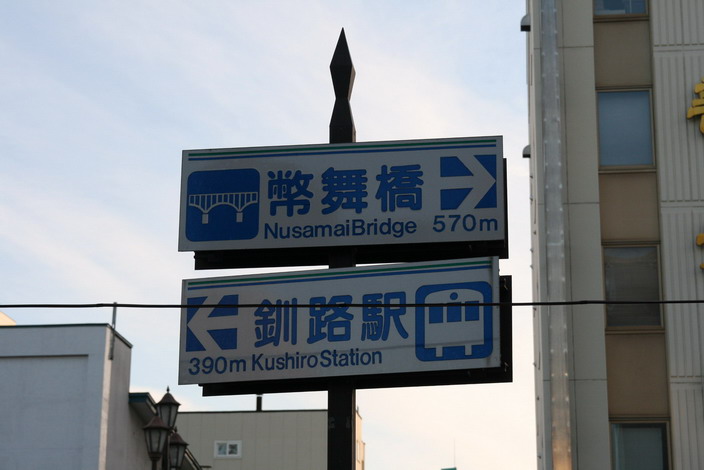 幣舞橋
NusamaiBridge 570m
釧路駅
390m Kushiro Station